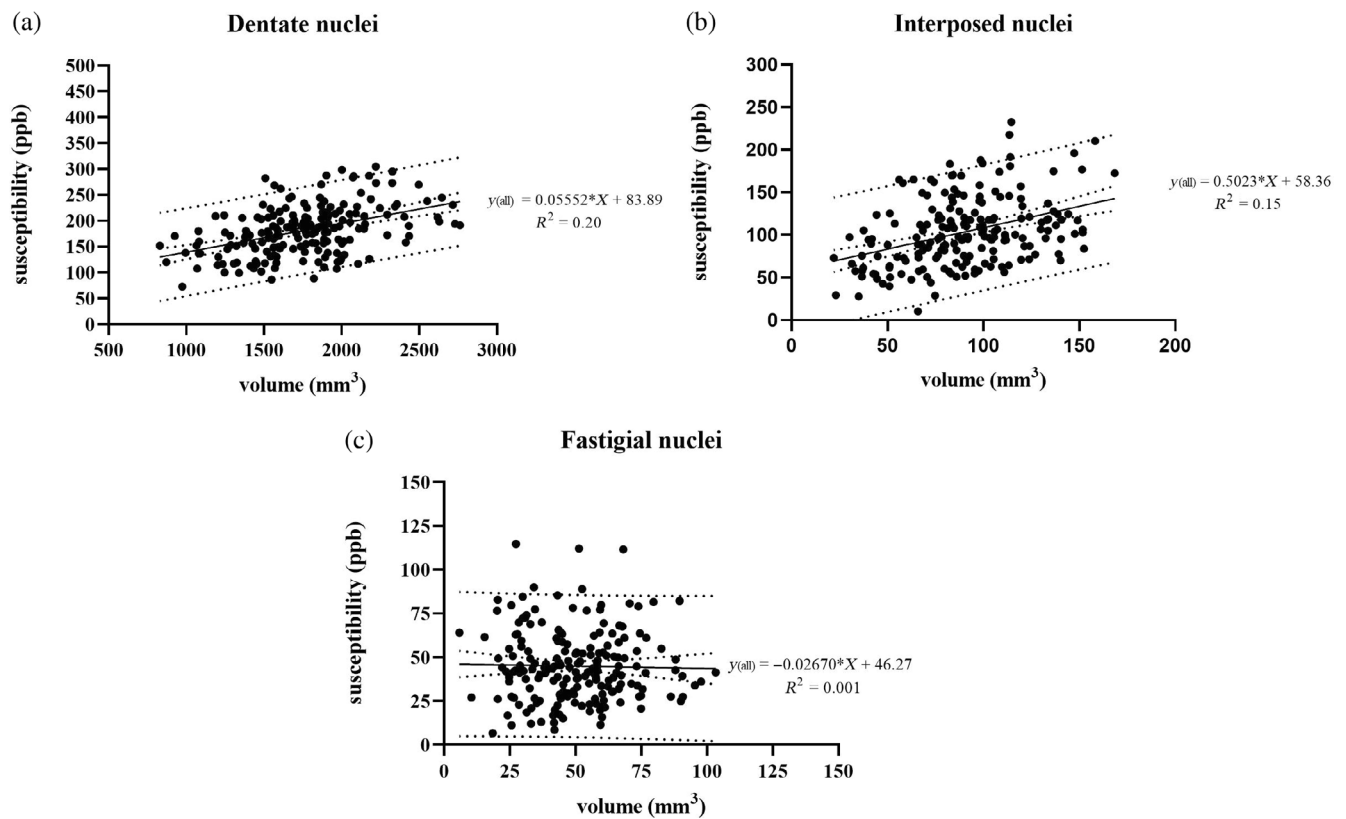 (a)
Dentate nuclei
500
450
400
350
300
250
200
150
100
50
0
susceptibility (ppb)
500 1000 1500 2000 2500 3000
volume (mm³)
y(all) = 0.05552*X + 83.89
R² = 0.20
(b)
Interposed nuclei
300
250
200
150
100
50
0
susceptibility (ppb)
0 50 100 150 200
volume (mm³)
y(all) = 0.5023*X + 58.36
R² = 0.15
(c)
Fastigial nuclei
150
125
100
75
50
25
0
susceptibility (ppb)
0 25 50 75 100 125 150
volume (mm³)
y(all) = −0.02670*X + 46.27
R² = 0.001